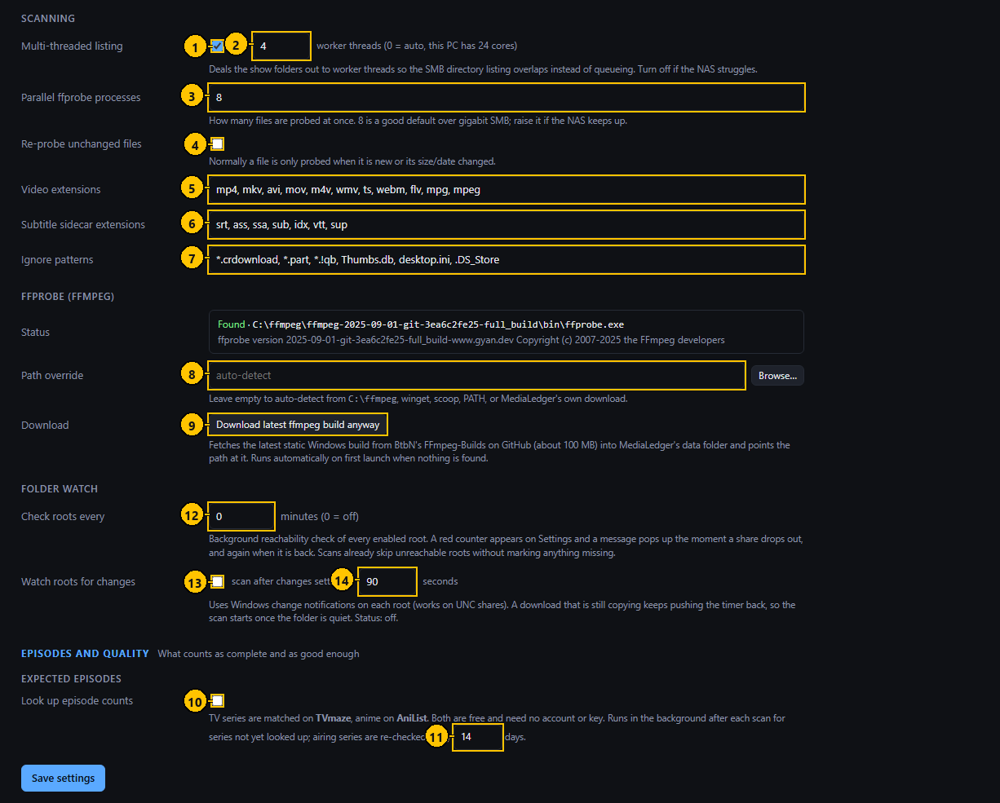 SCANNING
Multi-threaded listing 1 2 4 worker threads (0 = auto, this PC has 24 cores)
Deals the show folders out to worker threads so the SMB directory listing overlaps instead of queueing. Turn off if the NAS struggles.
Parallel ffprobe processes 3 8
How many files are probed at once. 8 is a good default over gigabit SMB; raise it if the NAS keeps up.
Re-probe unchanged files 4
Normally a file is only probed when it is new or its size/date changed.
Video extensions 5 mp4, mkv, avi, mov, m4v, wmv, ts, webm, flv, mpg, mpeg
Subtitle sidecar extensions 6 srt, ass, ssa, sub, idx, vtt, sup
Ignore patterns 7 *.crdownload, *.part, *.!qb, Thumbs.db, desktop.ini, .DS_Store
FFPROBE (FFMPEG)
Status Found · C:\ffmpeg\ffmpeg-2025-09-01-git-3ea6c2fe25-full_build\bin\ffprobe.exe
ffprobe version 2025-09-01-git-3ea6c2fe25-full_build-www.gyan.dev Copyright (c) 2007-2025 the FFmpeg developers
Path override 8 auto-detect Browse...
Leave empty to auto-detect from C:\ffmpeg, winget, scoop, PATH, or MediaLedger's own download.
Download 9 Download latest ffmpeg build anyway
Fetches the latest static Windows build from BtbN's FFmpeg-Builds on GitHub (about 100 MB) into MediaLedger's data folder and points the
path at it. Runs automatically on first launch when nothing is found.
FOLDER WATCH
Check roots every 12 0 minutes (0 = off)
Background reachability check of every enabled root. A red counter appears on Settings and a message pops up the moment a share drops out,
and again when it is back. Scans already skip unreachable roots without marking anything missing.
Watch roots for changes 13 scan after changes sett 14 90 seconds
Uses Windows change notifications on each root (works on UNC shares). A download that is still copying keeps pushing the timer back, so the
scan starts once the folder is quiet. Status: off.
EPISODES AND QUALITY What counts as complete and as good enough
EXPECTED EPISODES
Look up episode counts 10
TV series are matched on TVmaze, anime on AniList. Both are free and need no account or key. Runs in the background after each scan for
series not yet looked up; airing series are re-checked 11 14 days.
Save settings